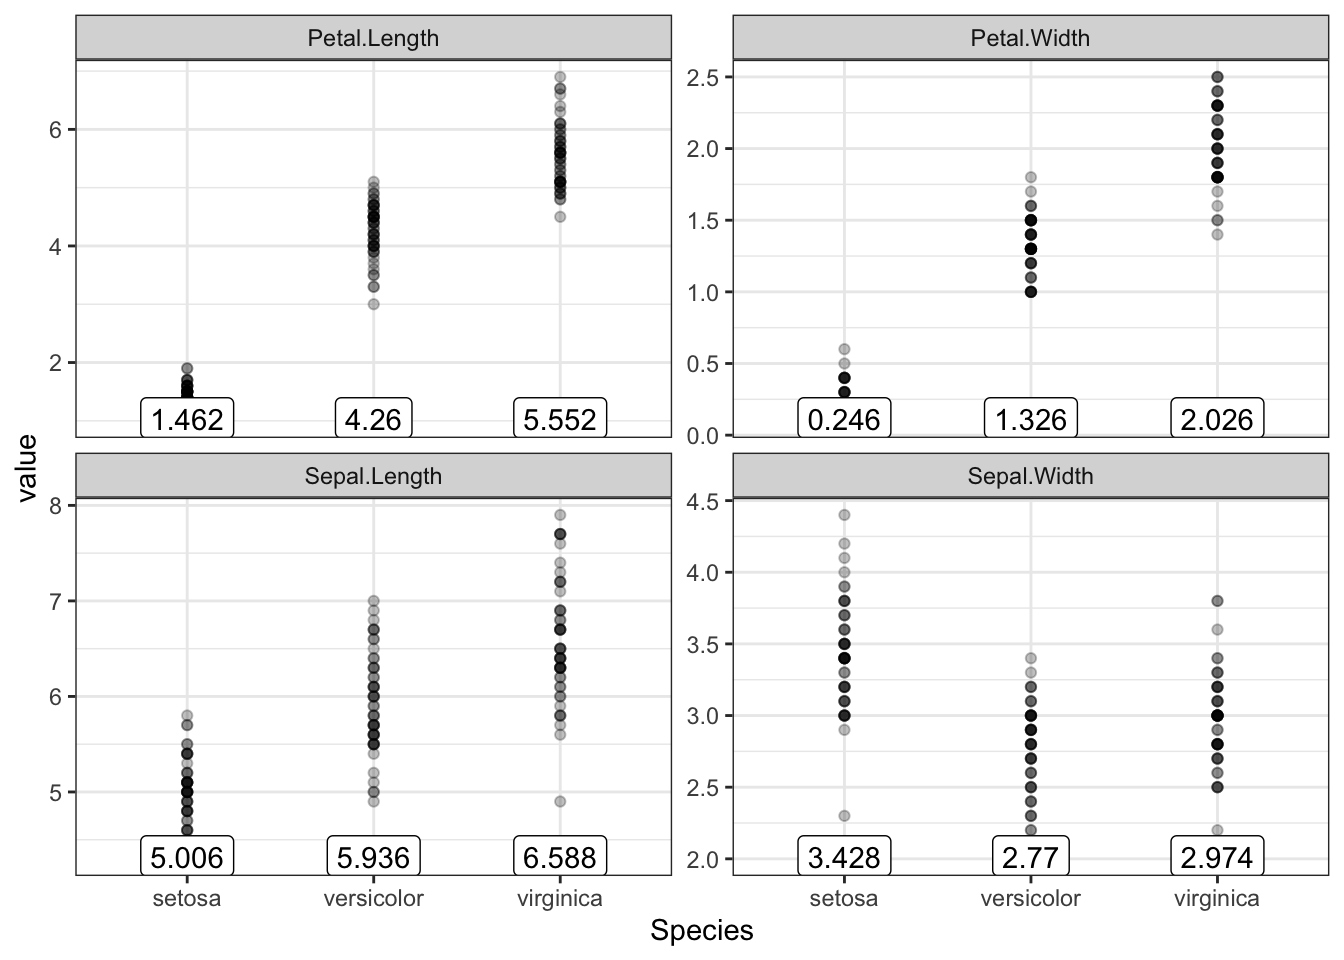 Petal.Length
Petal.Width
6
4
2
2.5
2.0
1.5
1.0
0.5
0.0
1.462
4.26
5.552
0.246
1.326
2.026
value
Sepal.Length
Sepal.Width
8
7
6
5
4.5
4.0
3.5
3.0
2.5
2.0
5.006
5.936
6.588
3.428
2.77
2.974
setosa
versicolor
virginica
setosa
versicolor
virginica
Species